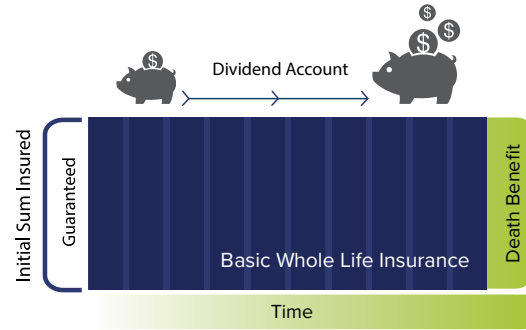 $
$
$
$
Dividend Account
Initial Sum Insured
Guaranteed
Basic Whole Life Insurance
Death Benefit
Time